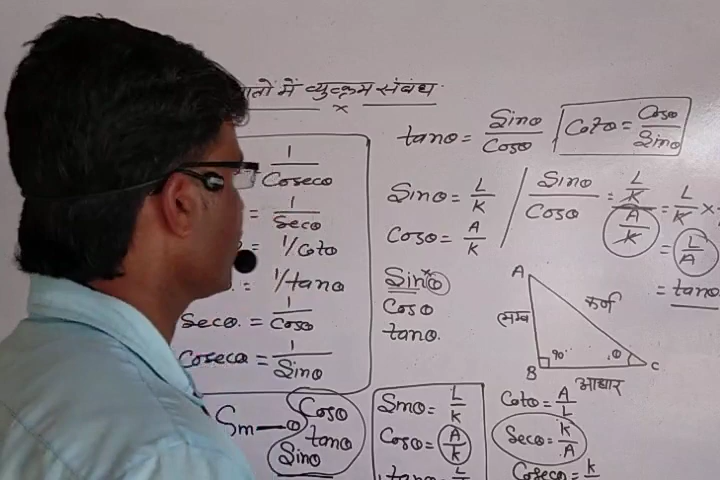 में व्युत्क्रम संबंध
×
tanθ = Sinθ/Cosθ
Cotθ = Cosθ/Sinθ
1/Cosecθ
= 1/Secθ
= 1/Cotθ
= 1/tanθ
Secθ. = 1/Cosθ
Cosecθ = 1/Sinθ
Sinθ = L/K
Cosθ = A/K
Sinθ/Cosθ = L/K / A/K = L/K ×
= L/A
= tanθ
Sinθ
Cosθ
tanθ.
A
लम्ब
कर्ण
90°
θ
B
C
आधार
Cosθ
tanθ
Sinθ
Sinθ = L/K
Cosθ = A/K
tanθ = L/
Cotθ = A/L
Secθ = K/A
Cosecθ = K/